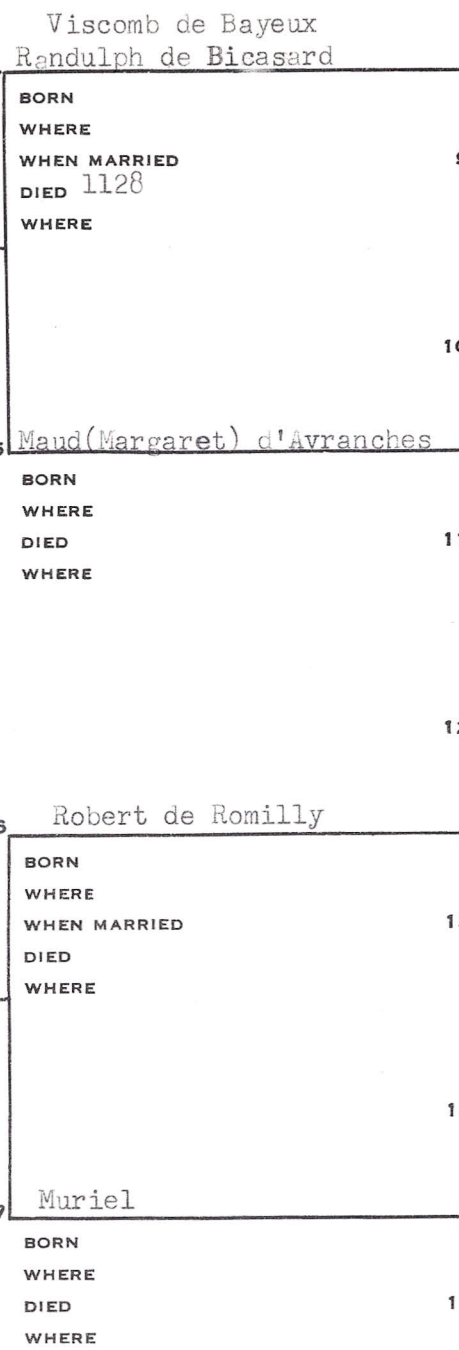 Viscomb de Bayeux
Randulph de Bicasard
BORN
WHERE
WHEN MARRIED
DIED 1128
WHERE
10
Maud(Margaret) d'Avranches
BORN
WHERE
DIED
WHERE
Robert de Romilly
BORN
WHERE
WHEN MARRIED
DIED
WHERE
Muriel
BORN
WHERE
DIED
WHERE